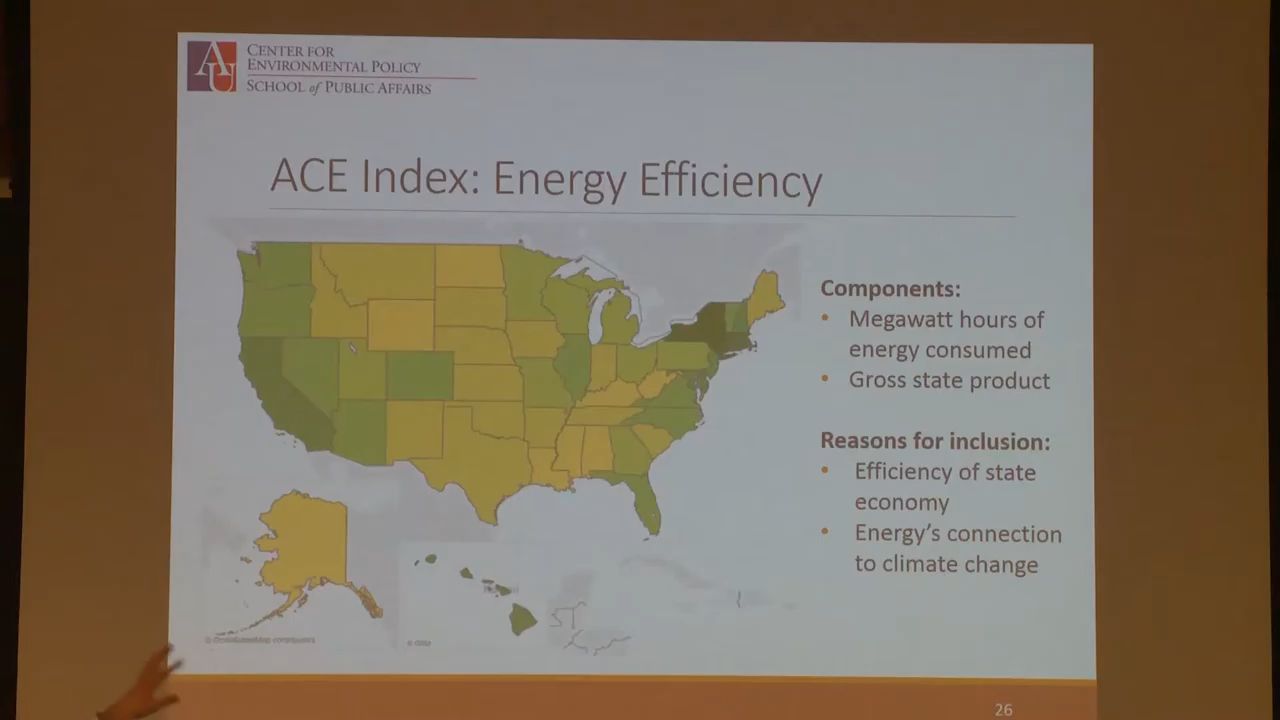 AU
CENTER FOR
ENVIRONMENTAL POLICY
SCHOOL of PUBLIC AFFAIRS
ACE Index: Energy Efficiency
Components:
• Megawatt hours of
energy consumed
• Gross state product
Reasons for inclusion:
• Efficiency of state
economy
• Energy's connection
to climate change
26